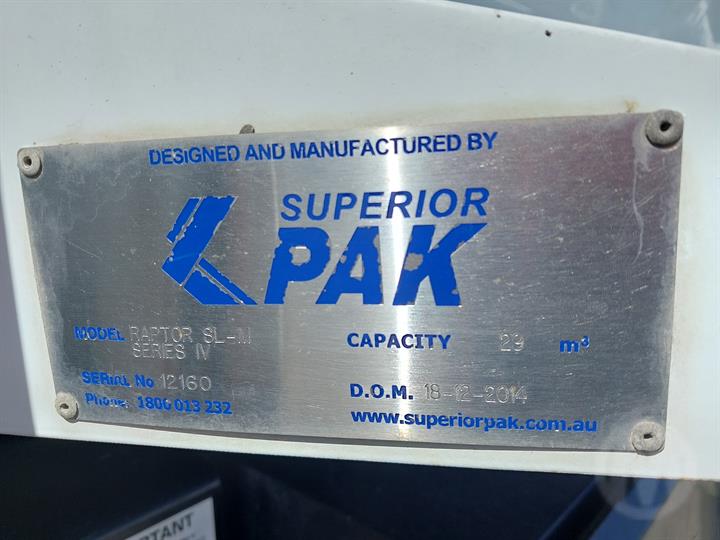 DESIGNED AND MANUFACTURED BY
SUPERIOR
PAK
MODEL RAPTOR SL-M
SERIES IV
CAPACITY 29 m³
SERIAL No 12160
D.O.M. 18-12-2014
Phone: 1800 013 232
www.superiorpak.com.au